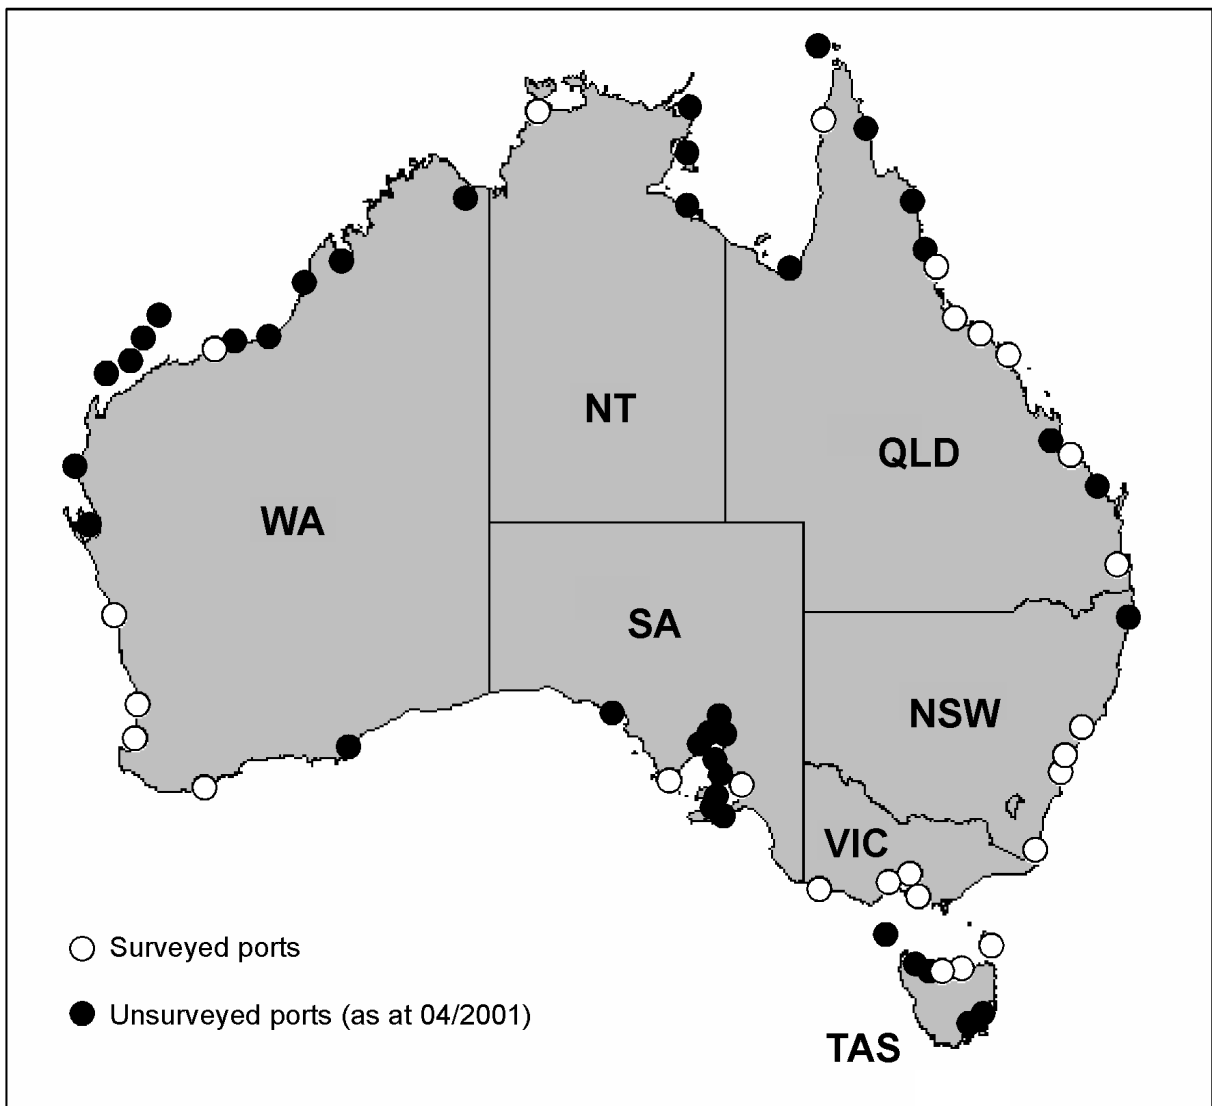 NT
QLD
WA
SA
NSW
VIC
Surveyed ports
Unsurveyed ports (as at 04/2001)
TAS